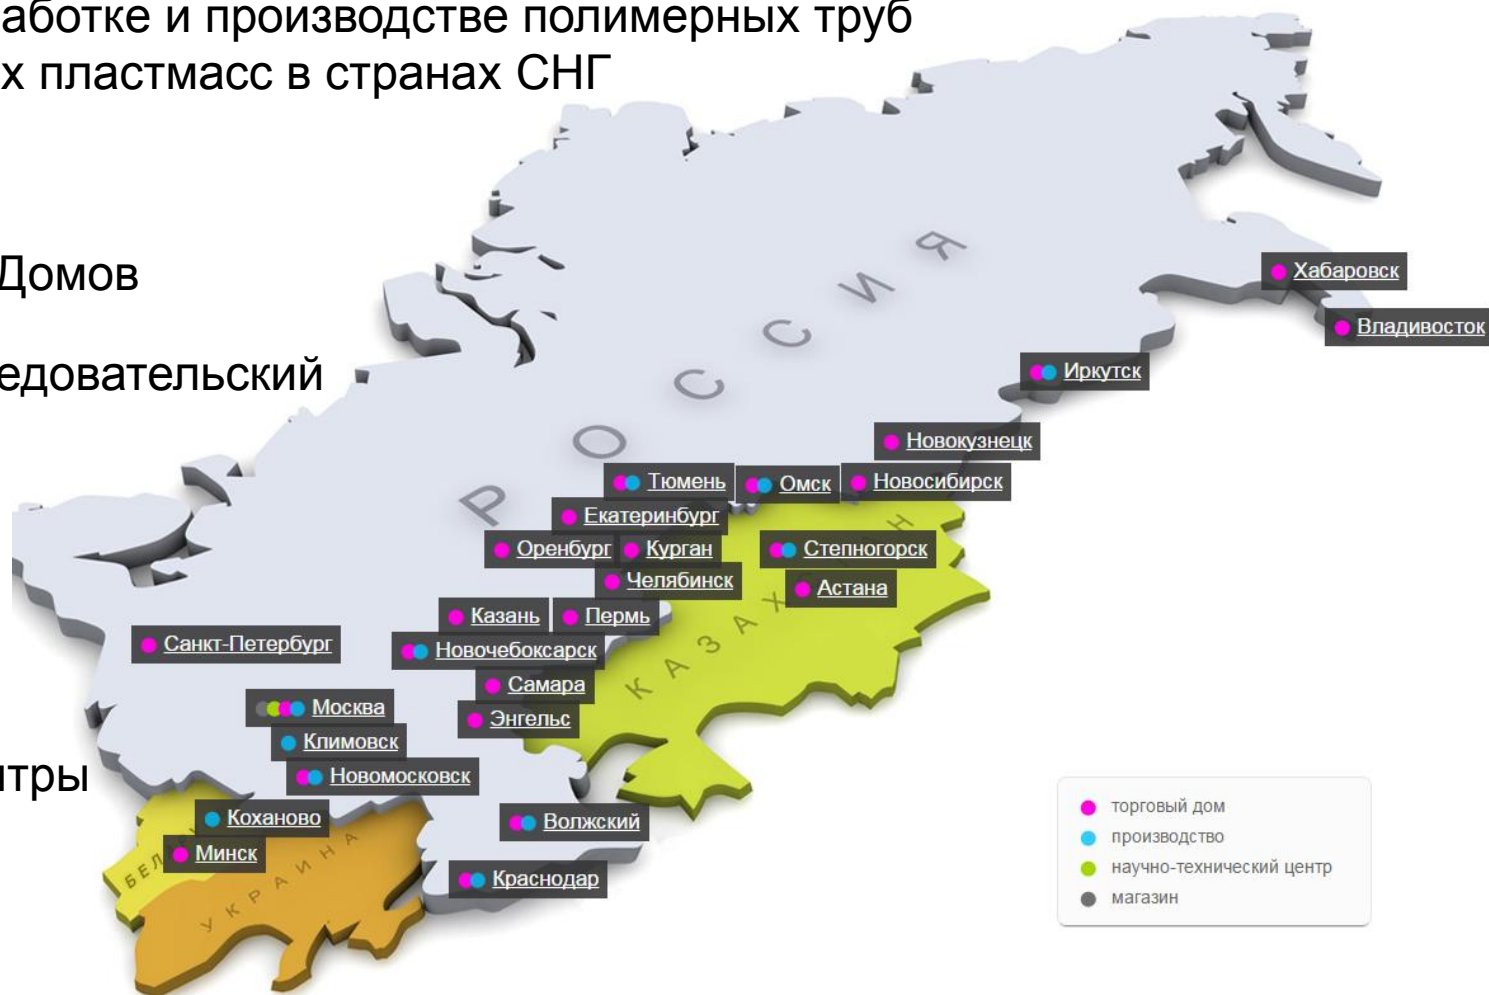 аботке и производстве полимерных труб
х пластмасс в странах СНГ
Домов
едовательский
нтры
РОССИЯ
Хабаровск
Владивосток
Иркутск
Новокузнецк
Тюмень
Омск
Новосибирск
Екатеринбург
Оренбург
Курган
Степногорск
Челябинск
Астана
Казань
Пермь
Санкт-Петербург
Новочебоксарск
Самара
Москва
Энгельс
Климовск
Новомосковск
Коханово
Волжский
Минск
Краснодар
УКРАИНА
торговый дом
производство
научно-технический центр
магазин